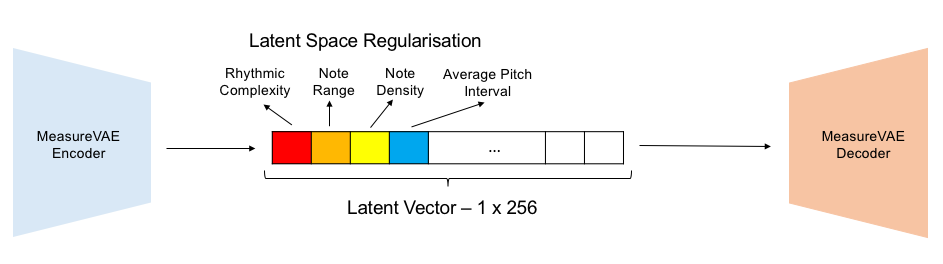 Latent Space Regularisation
Rhythmic
Complexity
Note
Range
Note
Density
Average Pitch
Interval
MeasureVAE
Encoder
...
MeasureVAE
Decoder
Latent Vector – 1 x 256